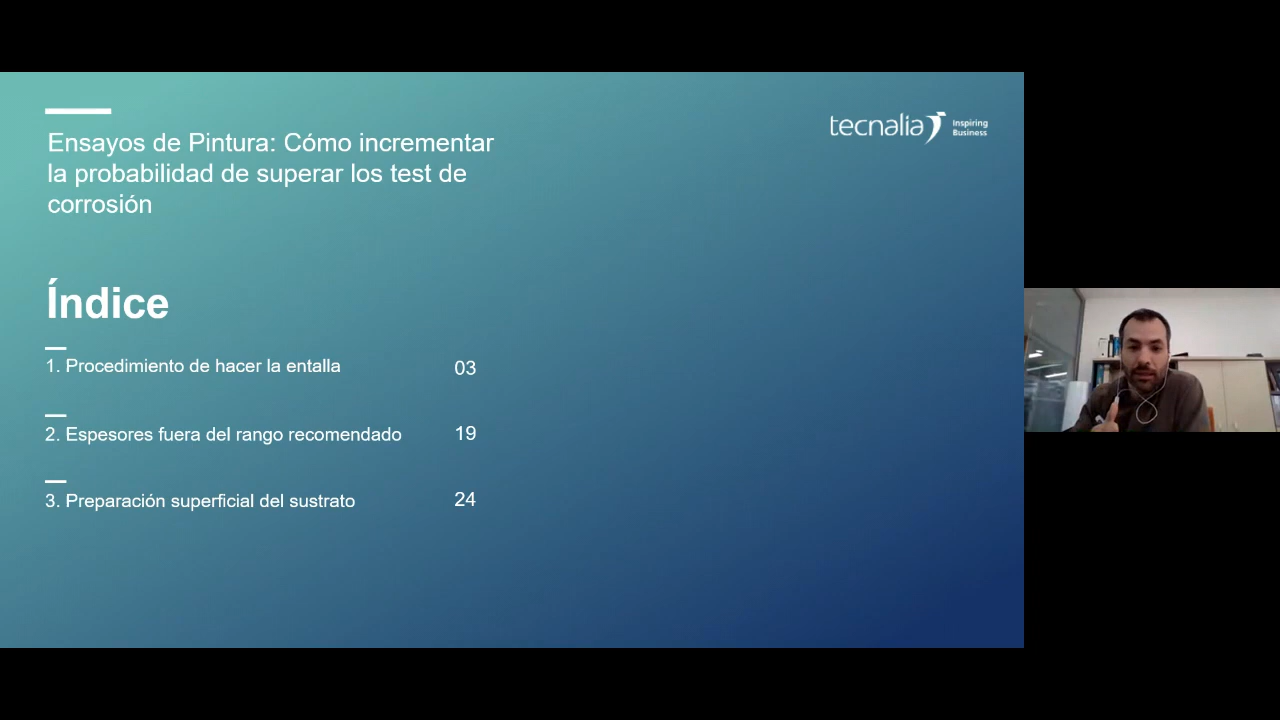 Ensayos de Pintura: Cómo incrementar
la probabilidad de superar los test de
corrosión
tecnalia Inspiring
Business
Índice
1. Procedimiento de hacer la entalla 03
2. Espesores fuera del rango recomendado 19
3. Preparación superficial del sustrato 24